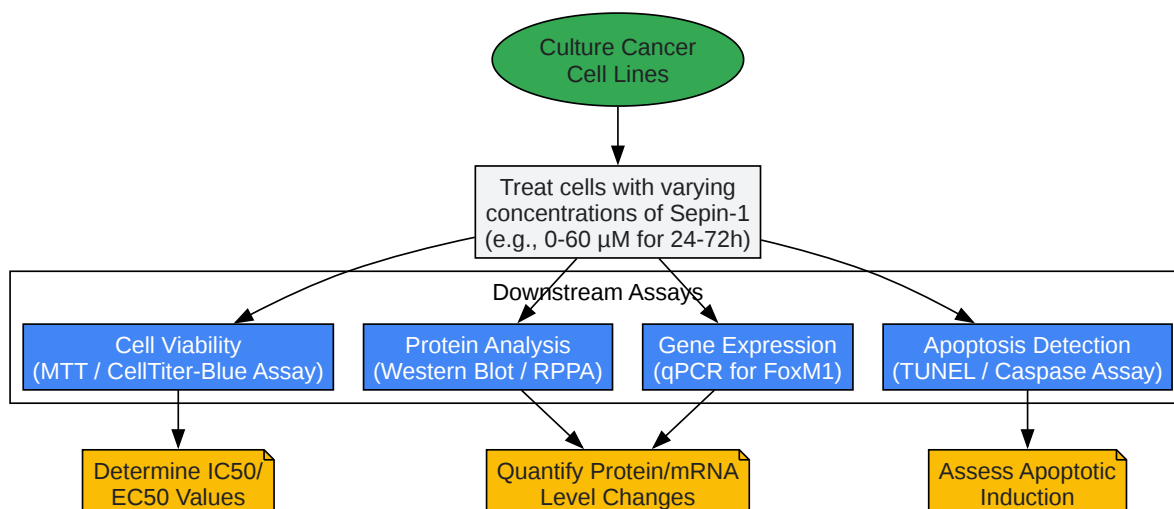 Culture Cancer
Cell Lines
Treat cells with varying
concentrations of Sepin-1
(e.g., 0-60 µM for 24-72h)
Downstream Assays
Cell Viability
(MTT / CellTiter-Blue Assay)
Protein Analysis
(Western Blot / RPPA)
Gene Expression
(qPCR for FoxM1)
Apoptosis Detection
(TUNEL / Caspase Assay)
Determine IC50/
EC50 Values
Quantify Protein/mRNA
Level Changes
Assess Apoptotic
Induction